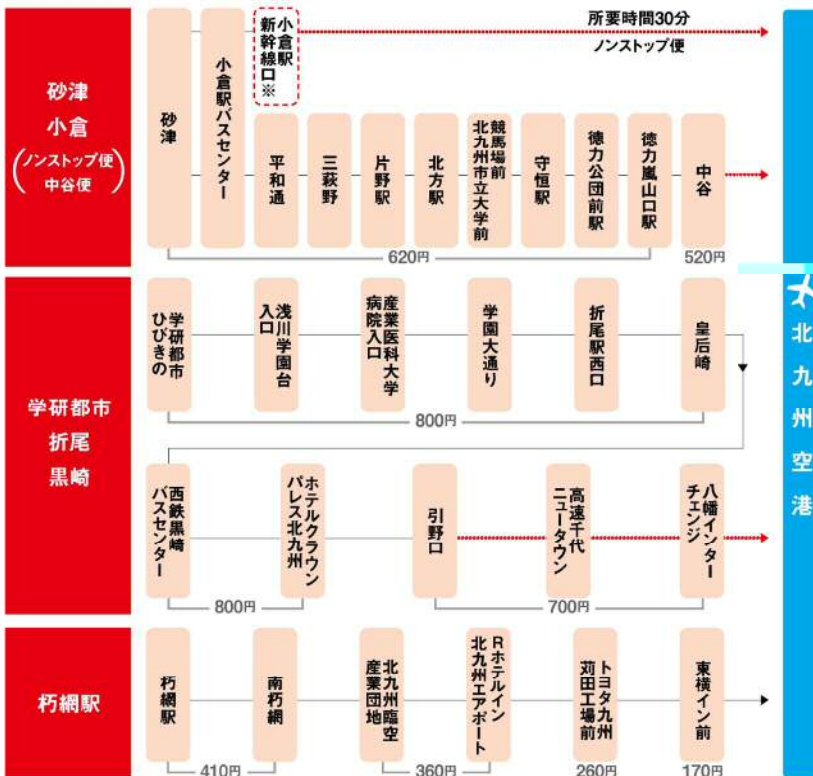 砂津
小倉
(ノンストップ便
中谷便)
砂津
小倉駅バスセンター
小倉駅
新幹線口※
所要時間30分
ノンストップ便
平和通
三萩野
片野駅
北方駅
競馬場前
北九州市立大学前
守恒駅
徳力公団前駅
徳力嵐山口駅
中谷
620円
520円
学研都市
折尾
黒崎
学研都市
ひびきの
浅川学園台
入口
産業医科大学
病院入口
学園大通り
折尾駅西口
皇后崎
800円
西鉄黒崎
バスセンター
ホテルクラウン
パレス北九州
引野口
高速千代
ニュータウン
八幡インター
チェンジ
800円
700円
朽網駅
朽網駅
南朽網
北九州臨空
産業団地
Rホテルイン
北九州エアポート
トヨタ九州
苅田工場前
東横イン前
410円
360円
260円
170円
北九州空港